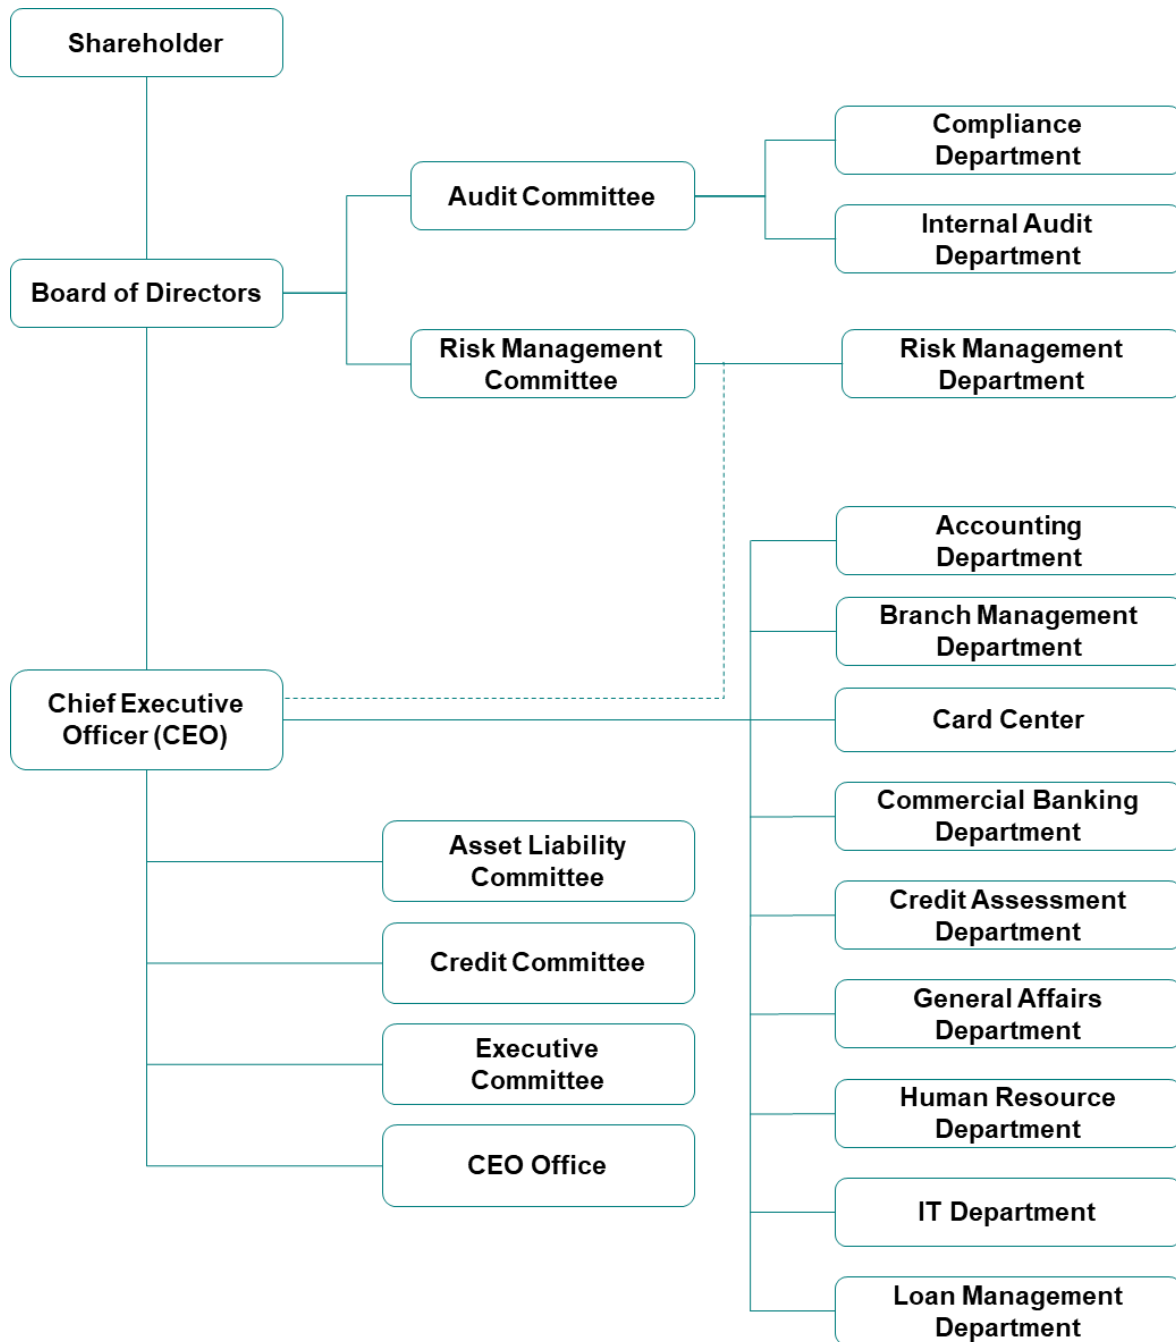 Shareholder
Compliance
Department
Audit Committee
Internal Audit
Department
Board of Directors
Risk Management
Committee
Risk Management
Department
Accounting
Department
Branch Management
Department
Chief Executive
Officer (CEO)
Card Center
Commercial Banking
Department
Asset Liability
Committee
Credit Assessment
Department
Credit Committee
General Affairs
Department
Executive
Committee
Human Resource
Department
CEO Office
IT Department
Loan Management
Department